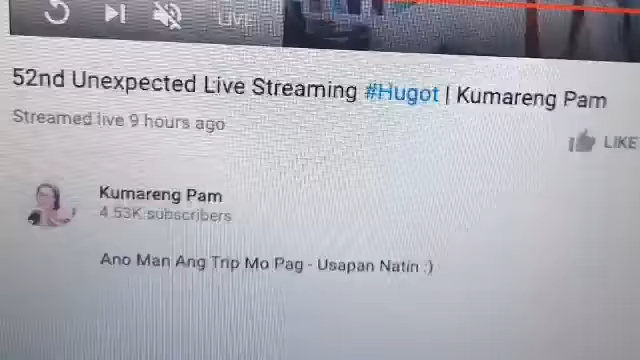 LIVE
52nd Unexpected Live Streaming #Hugot | Kumareng Pam
Streamed live 9 hours ago
LIKE
Kumareng Pam
4.53K subscribers
Ano Man Ang Trip Mo Pag - Usapan Natin :)